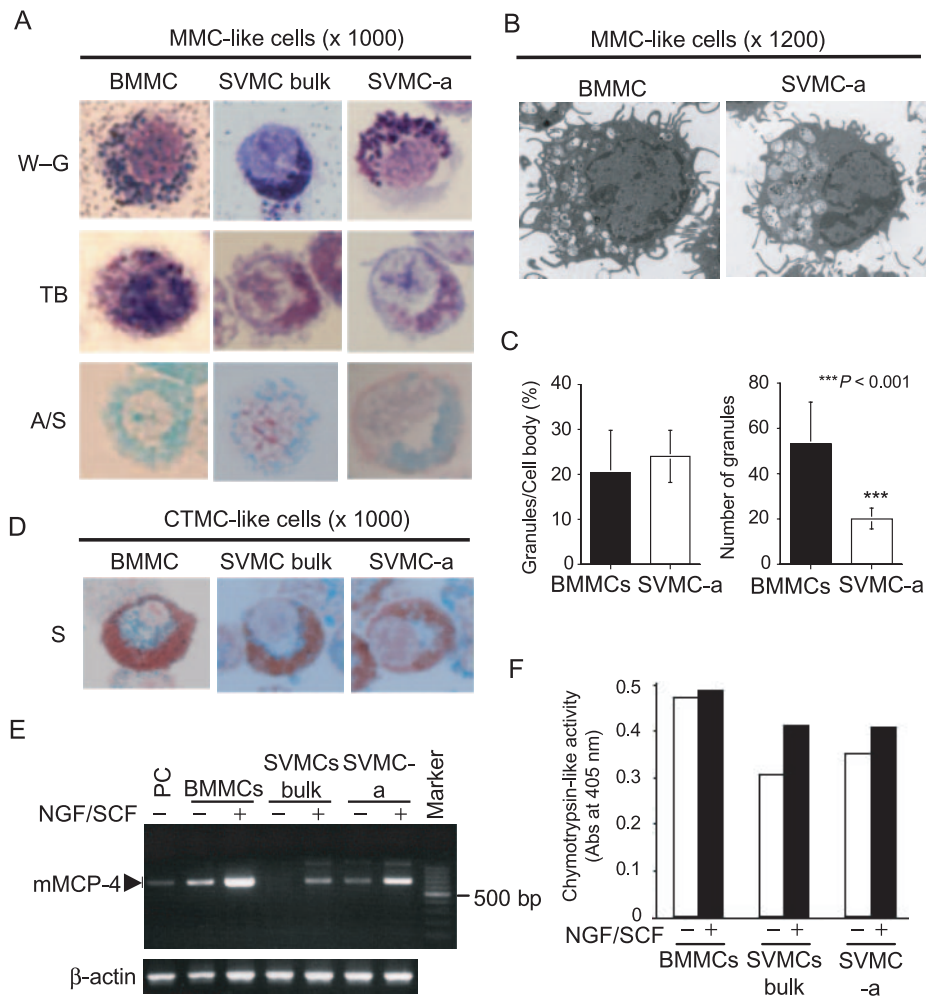 A
MMC-like cells (x 1000)
BMMC SVMC bulk SVMC-a
W–G
TB
A/S
B
MMC-like cells (x 1200)
BMMC SVMC-a
C
Granules/Cell body (%)
40
30
20
10
0
BMMCs SVMC-a
Number of granules
80
60
40
20
0
***P < 0.001
***
BMMCs SVMC-a
D
CTMC-like cells (x 1000)
BMMC SVMC bulk SVMC-a
S
E
PC
BMMCs
SVMCs
bulk
SVMC-
a
Marker
NGF/SCF − − + − + − +
mMCP-4
500 bp
β-actin
F
Chymotrypsin-like activity
(Abs at 405 nm)
0.5
0.4
0.3
0.2
0.1
0
NGF/SCF − + − + − +
BMMCs SVMCs
bulk
SVMC
-a